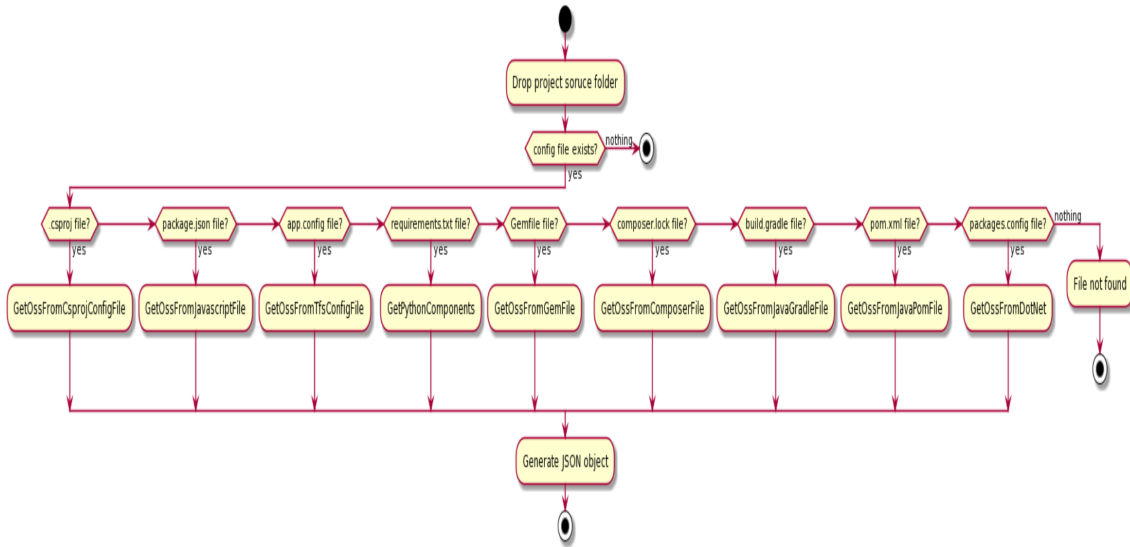 Drop project soruce folder
config file exists?
nothing
yes
.csproj file?
package.json file?
app.config file?
requirements.txt file?
Gemfile file?
composer.lock file?
build.gradle file?
pom.xml file?
packages.config file?
nothing
yes
yes
yes
yes
yes
yes
yes
yes
yes
GetOssFromCsprojConfigFile
GetOssFromJavascriptFile
GetOssFromTfsConfigFile
GetPythonComponents
GetOssFromGemFile
GetOssFromComposerFile
GetOssFromJavaGradleFile
GetOssFromJavaPomFile
GetOssFromDotNet
File not found
Generate JSON object